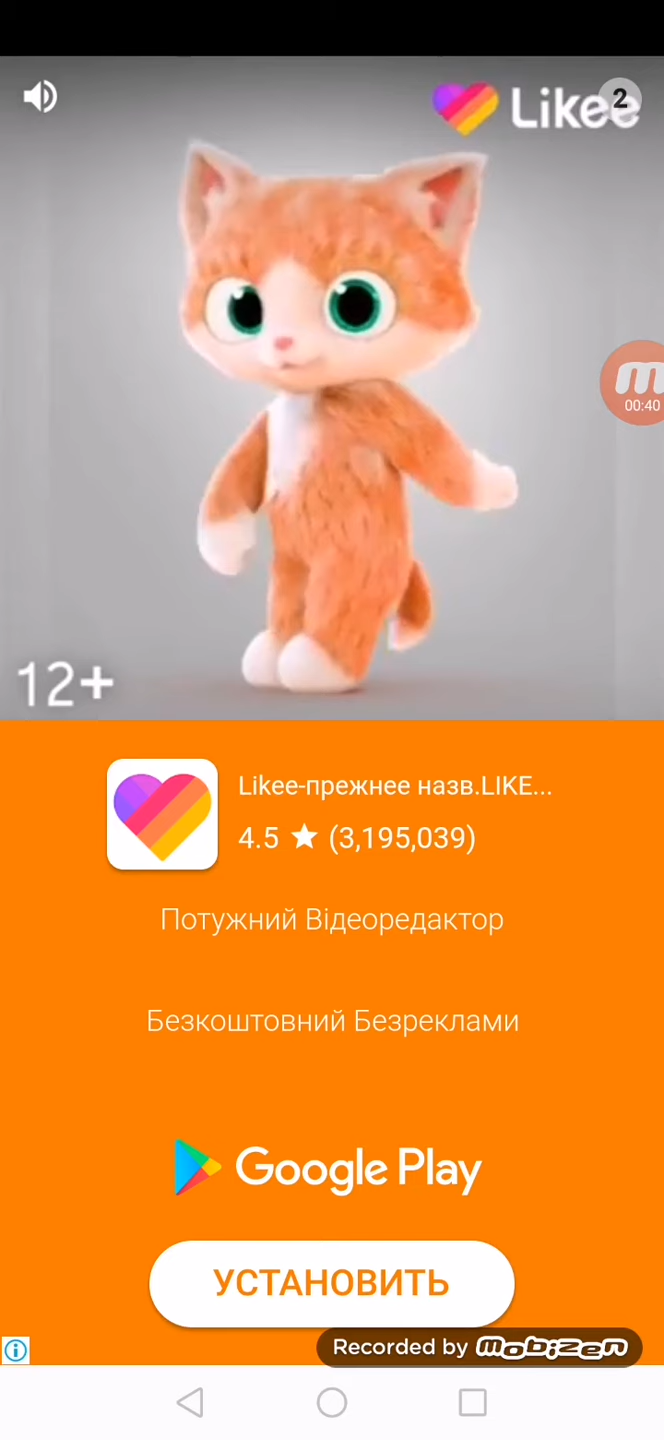 Likee
2
00:40
12+
Likee-прежнее назв.LIKE...
4.5 ★ (3,195,039)
Потужний Відеоредактор
Безкоштовний Безреклами
Google Play
УСТАНОВИТЬ
Recorded by mobizen